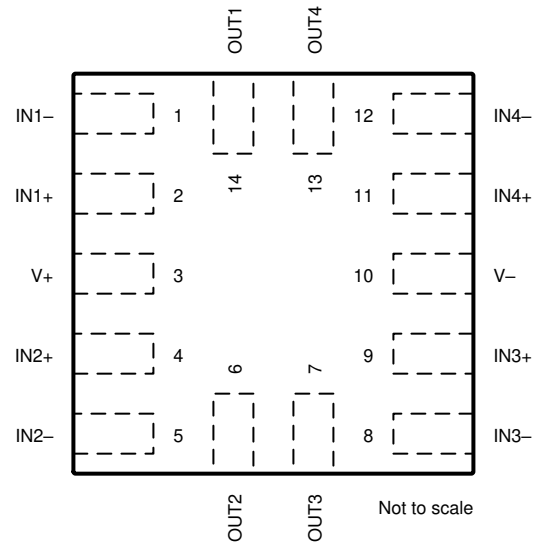 OUT1 OUT4
IN1– 1 12 IN4–
14 13
IN1+ 2 11 IN4+
V+ 3 10 V–
IN2+ 4 6 7 9 IN3+
IN2– 5 8 IN3–
OUT2 OUT3
Not to scale